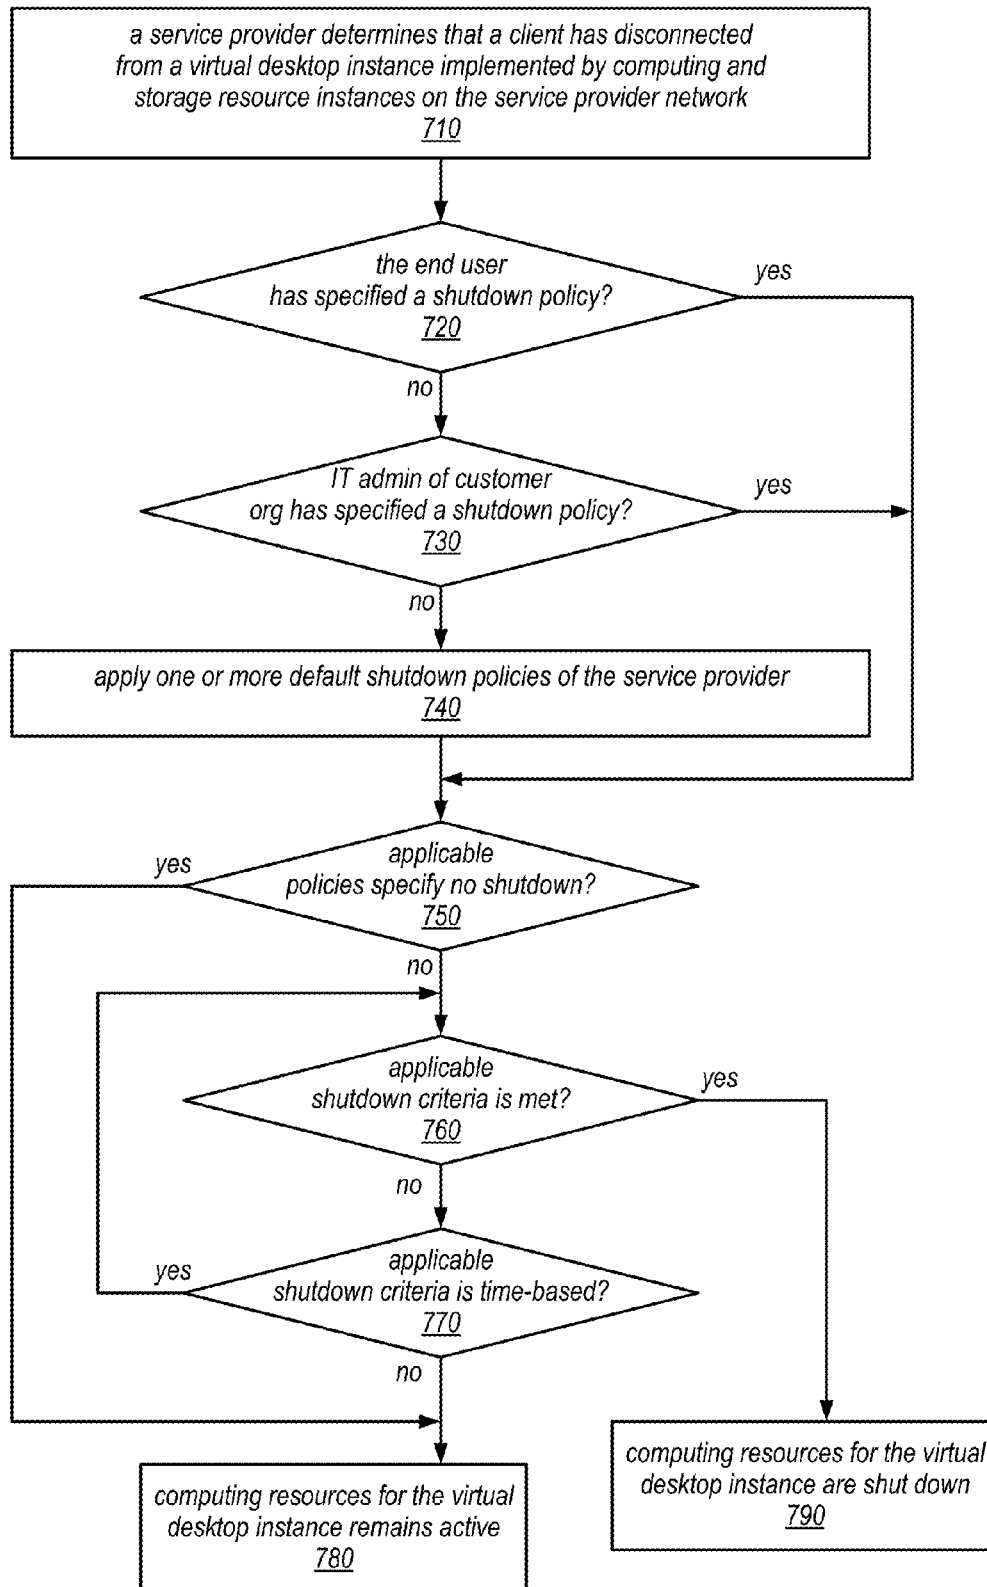 a service provider determines that a client has disconnected
from a virtual desktop instance implemented by computing and
storage resource instances on the service provider network
710
the end user
has specified a shutdown policy?
720
yes
no
IT admin of customer
org has specified a shutdown policy?
730
yes
no
apply one or more default shutdown policies of the service provider
740
yes
applicable
policies specify no shutdown?
750
no
applicable
shutdown criteria is met?
760
yes
no
yes
applicable
shutdown criteria is time-based?
770
no
computing resources for the virtual
desktop instance remains active
780
computing resources for the virtual
desktop instance are shut down
790